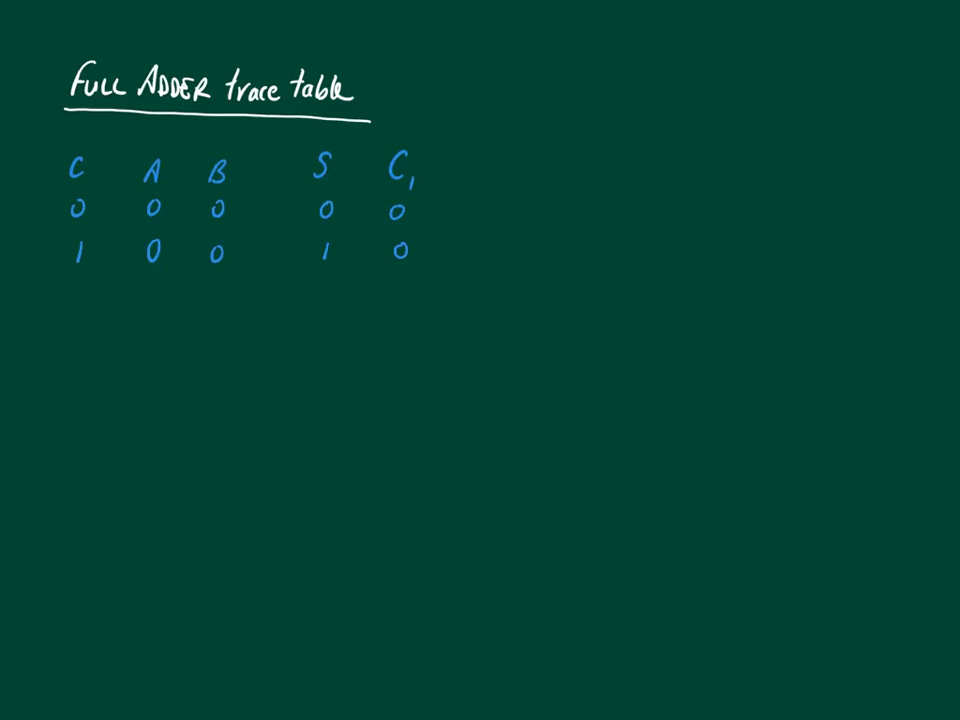 FULL ADDER trace table
C A B S C₁
0 0 0 0 0
1 0 0 1 0